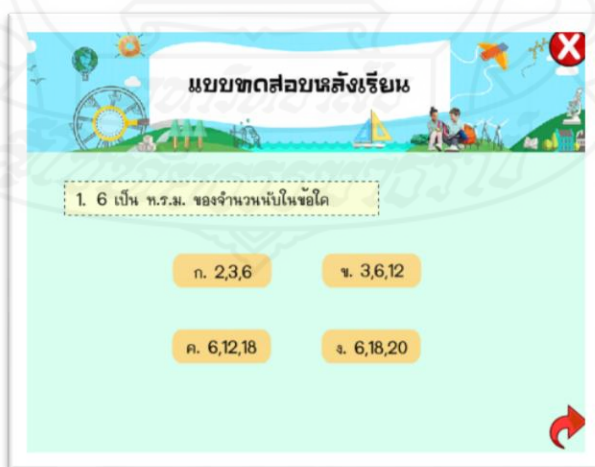 แบบทดสอบหลังเรียน
1. 6 เป็น ห.ร.ม. ของจำนวนนับในข้อใด
ก. 2,3,6
ข. 3,6,12
ค. 6,12,18
ง. 6,18,20